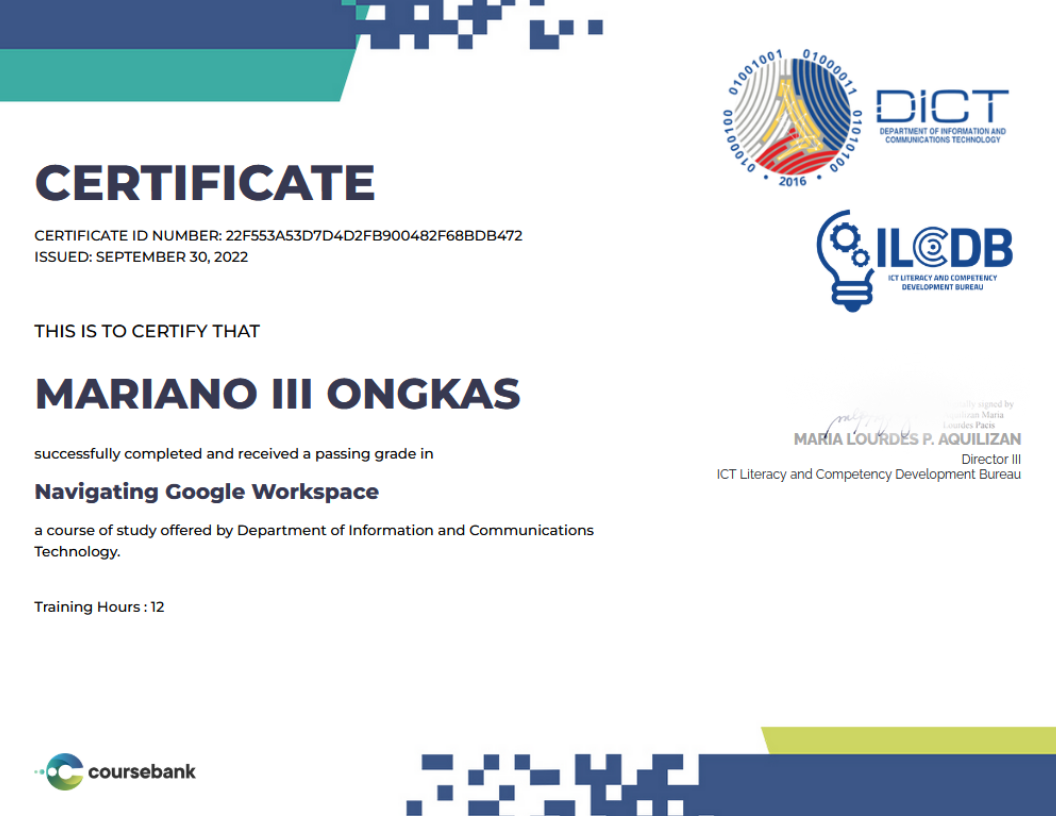 CERTIFICATE
CERTIFICATE ID NUMBER: 22F553A53D7D4D2FB900482F68BDB472
ISSUED: SEPTEMBER 30, 2022
THIS IS TO CERTIFY THAT
MARIANO III ONGKAS
successfully completed and received a passing grade in
Navigating Google Workspace
a course of study offered by Department of Information and Communications
Technology.
Training Hours : 12
coursebank
01000100 01001001 01000011 01010100 00
• 2016 •
DiCT
DEPARTMENT OF INFORMATION AND
COMMUNICATIONS TECHNOLOGY
ILCDB
ICT LITERACY AND COMPETENCY
DEVELOPMENT BUREAU
signed by
Maria
Lourdes Pacis
MARIA LOURDES P. AQUILIZAN
Director III
ICT Literacy and Competency Development Bureau